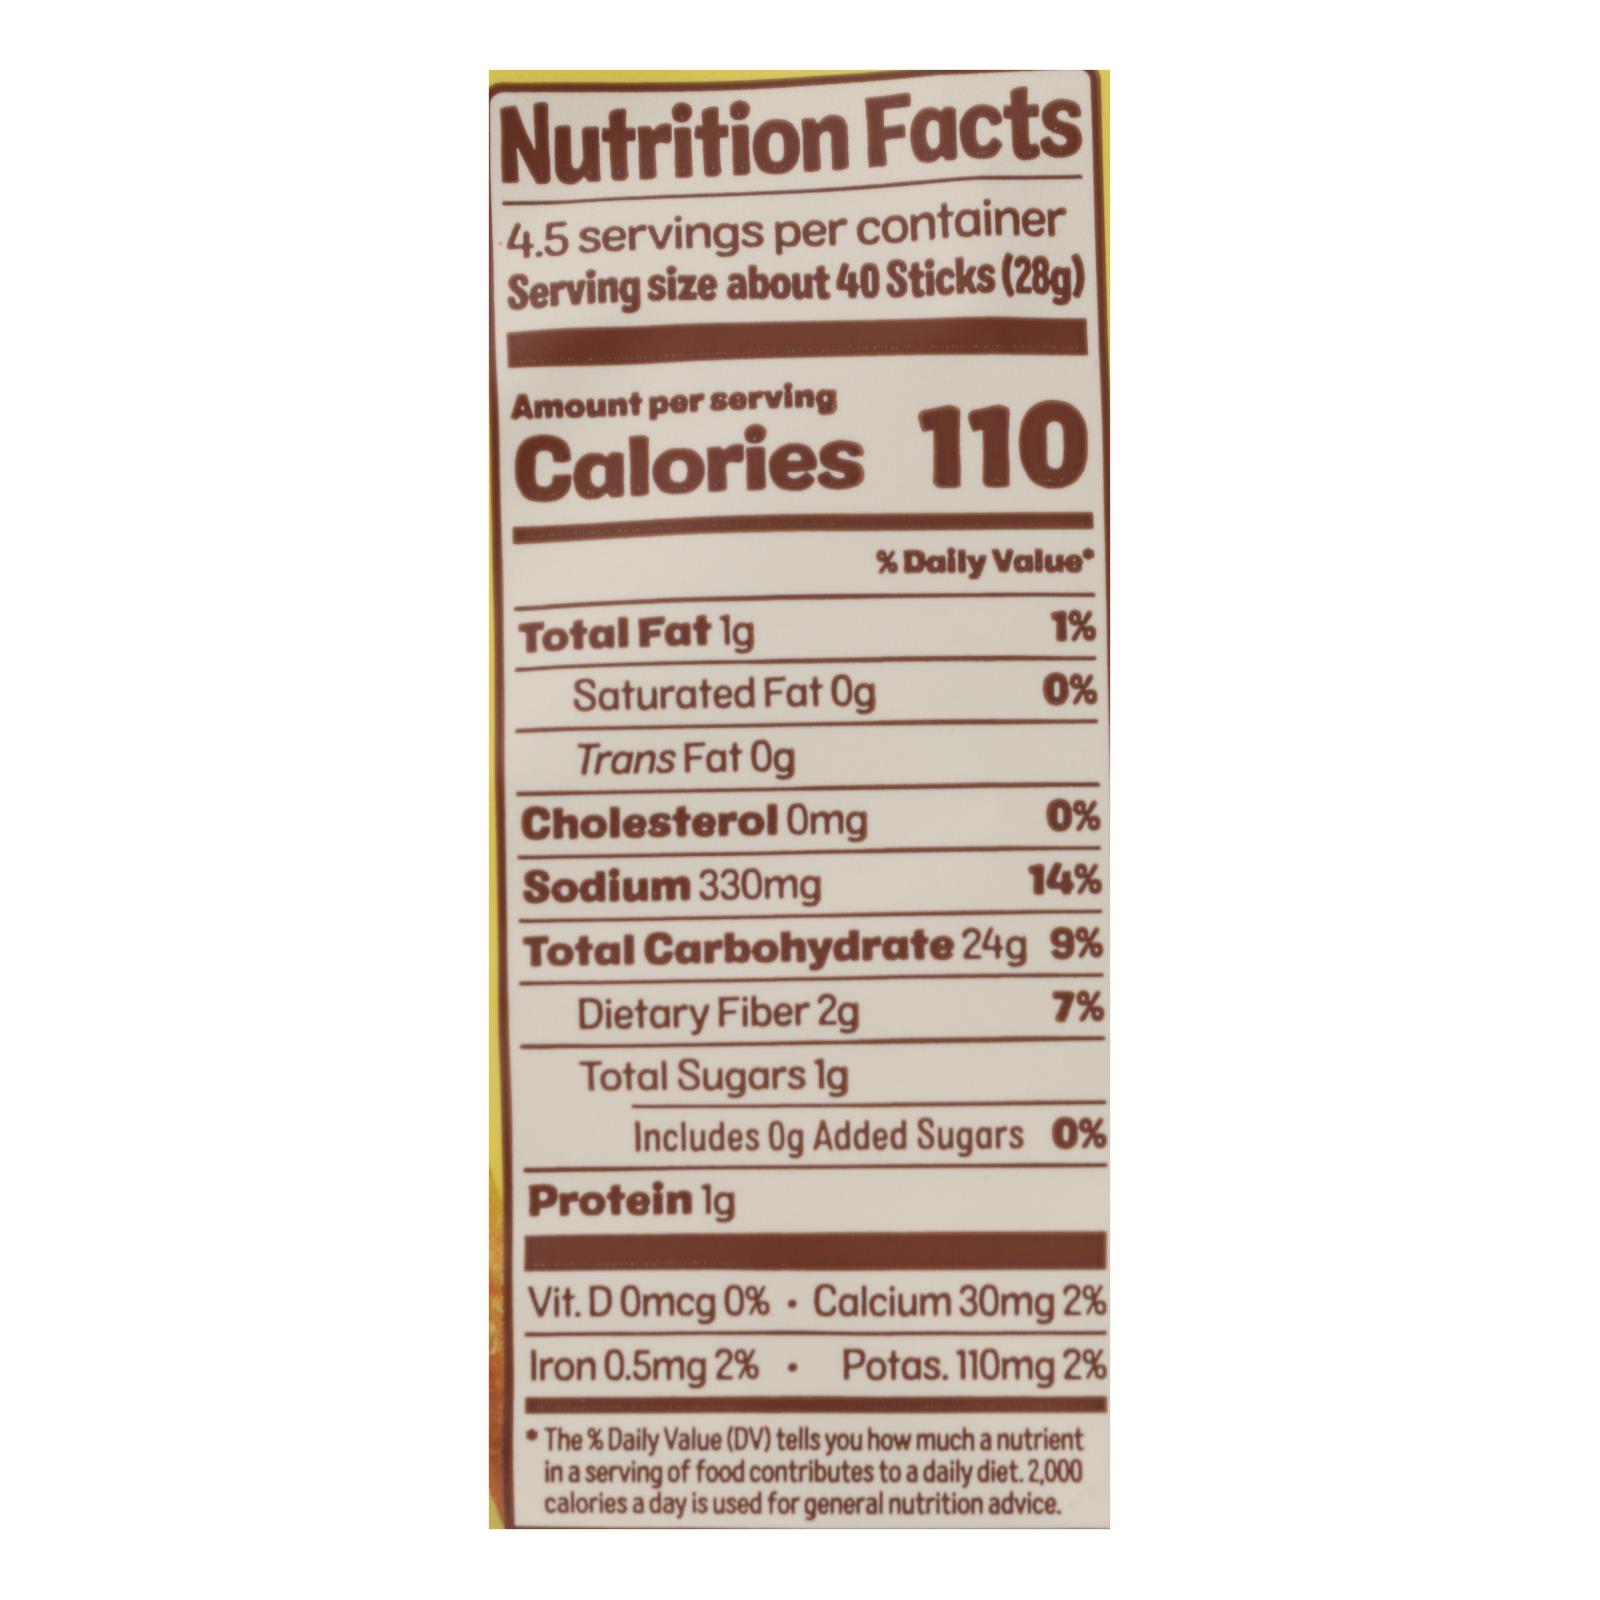 Nutrition Facts
4.5 servings per container
Serving size about 40 Sticks (28g)
Amount per serving
Calories 110
% Daily Value*
Total Fat 1g 1%
Saturated Fat 0g 0%
Trans Fat 0g
Cholesterol 0mg 0%
Sodium 330mg 14%
Total Carbohydrate 24g 9%
Dietary Fiber 2g 7%
Total Sugars 1g
Includes 0g Added Sugars 0%
Protein 1g
Vit. D 0mcg 0% • Calcium 30mg 2%
Iron 0.5mg 2% • Potas. 110mg 2%
* The % Daily Value (DV) tells you how much a nutrient
in a serving of food contributes to a daily diet. 2,000
calories a day is used for general nutrition advice.